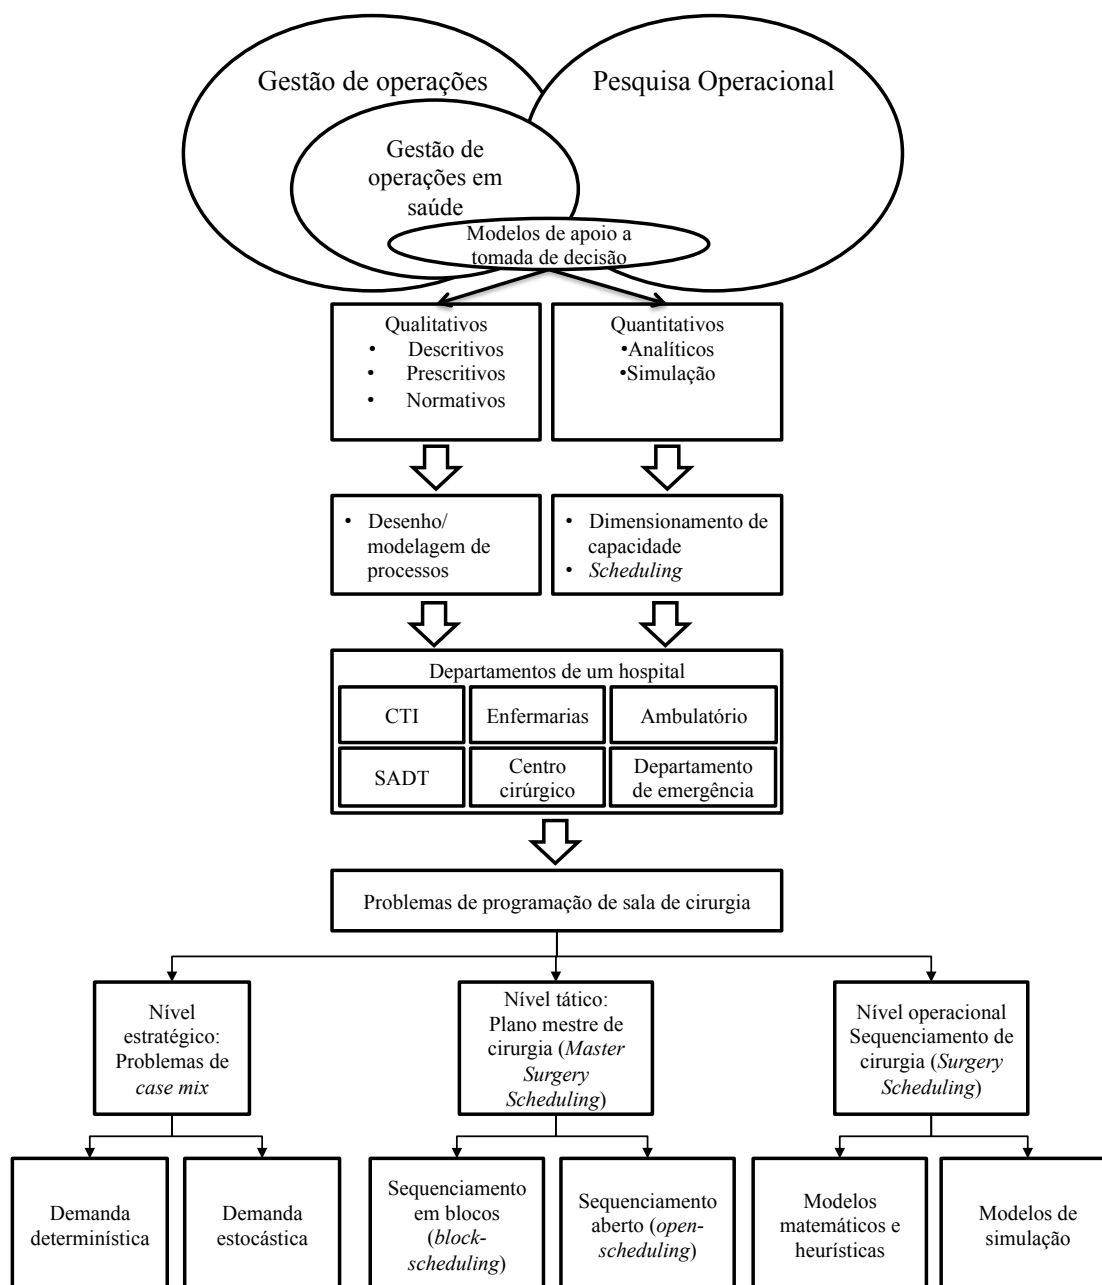 Gestão de operações
Pesquisa Operacional
Gestão de
operações em
saúde
Modelos de apoio a
tomada de decisão
Qualitativos
• Descritivos
• Prescritivos
• Normativos
Quantitativos
•Analíticos
•Simulação
• Desenho/
modelagem de
processos
• Dimensionamento de
capacidade
• Scheduling
Departamentos de um hospital
CTI
Enfermarias
Ambulatório
SADT
Centro
cirúrgico
Departamento
de emergência
Problemas de programação de sala de cirurgia
Nível
estratégico:
Problemas de
case mix
Nível tático:
Plano mestre de
cirurgia (Master
Surgery
Scheduling)
Nível operacional
Sequenciamento de
cirurgia (Surgery
Scheduling)
Demanda
determinística
Demanda
estocástica
Sequenciamento
em blocos
(block-
scheduling)
Sequenciamento
aberto (open-
scheduling)
Modelos
matemáticos e
heurísticas
Modelos de
simulação